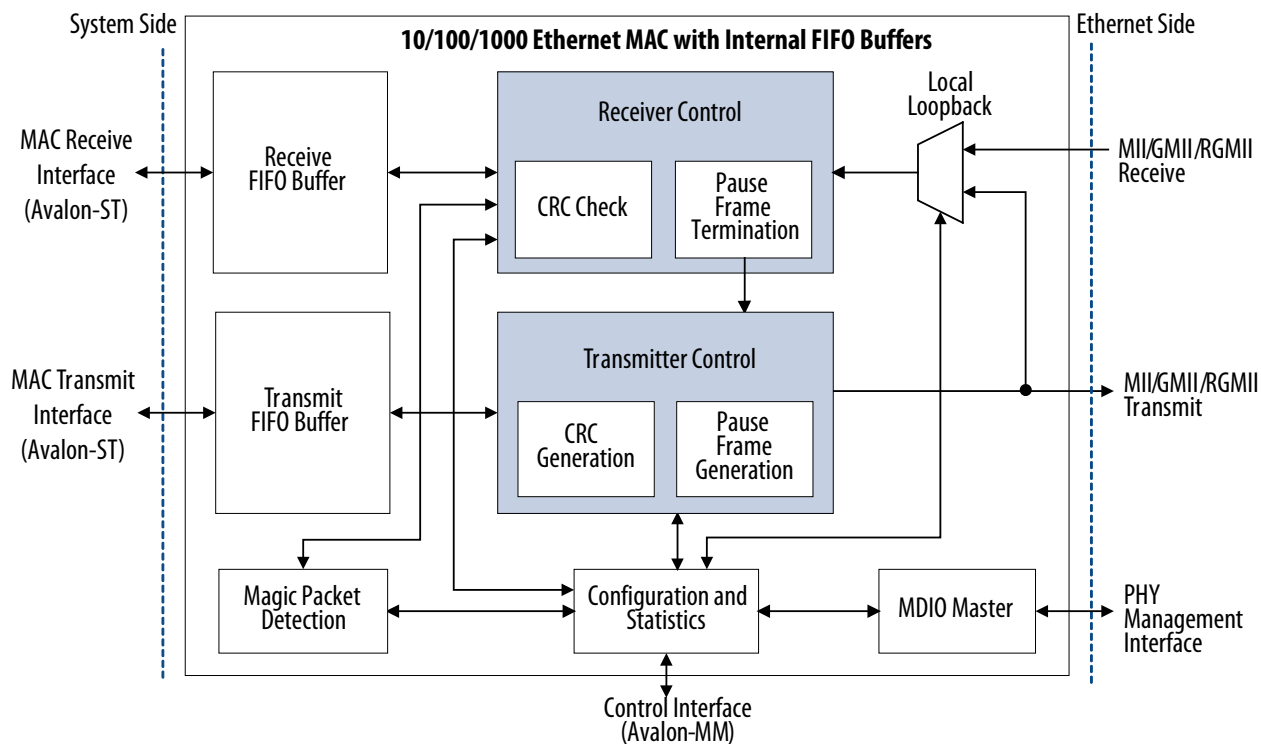 System Side
Ethernet Side
10/100/1000 Ethernet MAC with Internal FIFO Buffers
MAC Receive
Interface
(Avalon-ST)
Receive
FIFO Buffer
Receiver Control
CRC Check
Pause
Frame
Termination
Local
Loopback
MII/GMII/RGMII
Receive
MAC Transmit
Interface
(Avalon-ST)
Transmit
FIFO Buffer
Transmitter Control
CRC
Generation
Pause
Frame
Generation
MII/GMII/RGMII
Transmit
Magic Packet
Detection
Configuration and
Statistics
MDIO Master
PHY
Management
Interface
Control Interface
(Avalon-MM)